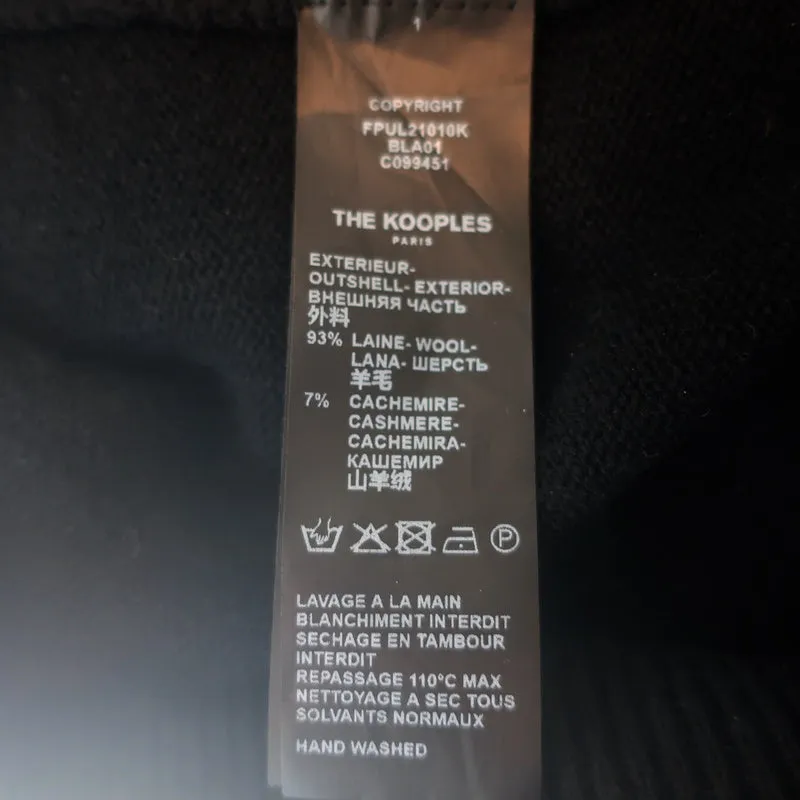 COPYRIGHT
FPUL21010K
BLA01
C099451
THE KOOPLES
PARIS
EXTERIEUR-
OUTSHELL- EXTERIOR-
ВНЕШНЯЯ ЧАСТЬ
外料
93% LAINE- WOOL-
LANA- ШЕРСТЬ
羊毛
7% CACHEMIRE-
CASHMERE-
CACHEMIRA-
КАШЕМИР
山羊绒
P
LAVAGE A LA MAIN
BLANCHIMENT INTERDIT
SECHAGE EN TAMBOUR
INTERDIT
REPASSAGE 110°C MAX
NETTOYAGE A SEC TOUS
SOLVANTS NORMAUX
HAND WASHED